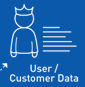 User /
Customer Data